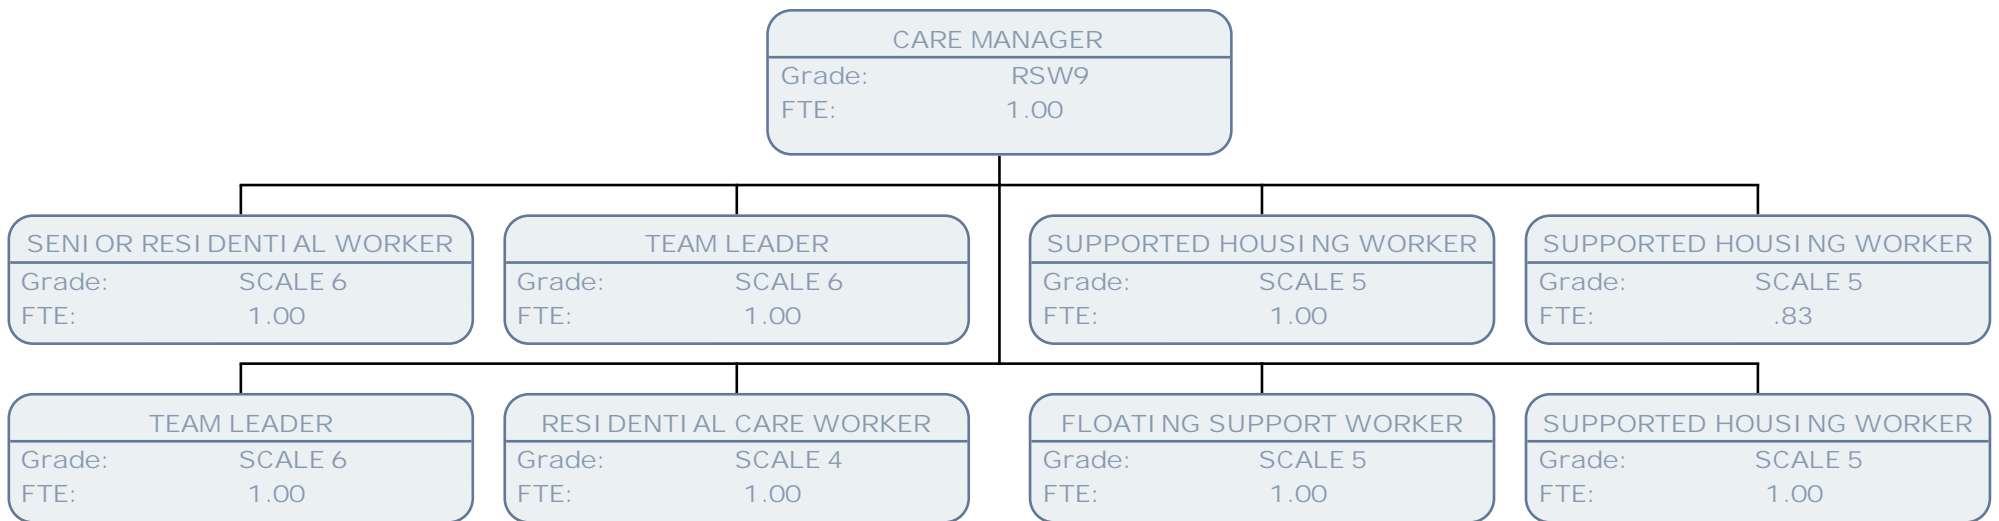 CARE MANAGER
Grade: RSW9
FTE: 1.00
SENIOR RESIDENTIAL WORKER
Grade: SCALE 6
FTE: 1.00
TEAM LEADER
Grade: SCALE 6
FTE: 1.00
SUPPORTED HOUSING WORKER
Grade: SCALE 5
FTE: 1.00
SUPPORTED HOUSING WORKER
Grade: SCALE 5
FTE: .83
TEAM LEADER
Grade: SCALE 6
FTE: 1.00
RESIDENTIAL CARE WORKER
Grade: SCALE 4
FTE: 1.00
FLOATING SUPPORT WORKER
Grade: SCALE 5
FTE: 1.00
SUPPORTED HOUSING WORKER
Grade: SCALE 5
FTE: 1.00